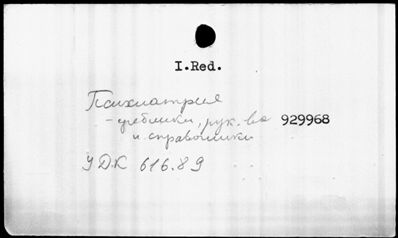 I.Red.
Психиатрия
- учебники, рук. ва 929968
и справочники
УДК 616.89